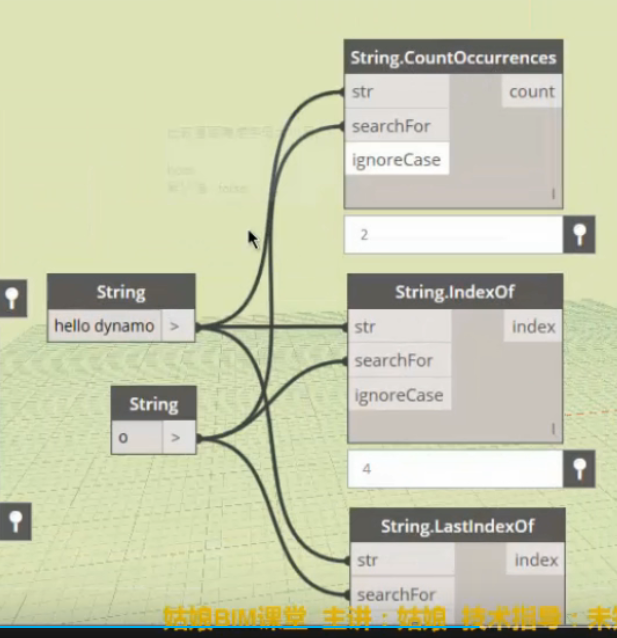 String.CountOccurrences
str
count
searchFor
ignoreCase
l
2
String
hello dynamo
>
String.IndexOf
str
index
searchFor
ignoreCase
l
4
String
o
>
String.LastIndexOf
str
index
searchFor
姑娘BIM课堂 主讲：姑娘 技术指导：未